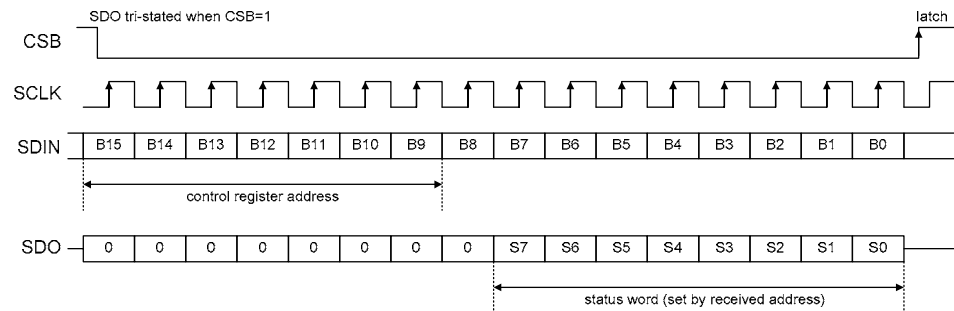 SDO tri-stated when CSB=1 latch
CSB
SCLK
SDIN B15 B14 B13 B12 B11 B10 B9 B8 B7 B6 B5 B4 B3 B2 B1 B0
control register address
SDO 0 0 0 0 0 0 0 0 S7 S6 S5 S4 S3 S2 S1 S0
status word (set by received address)